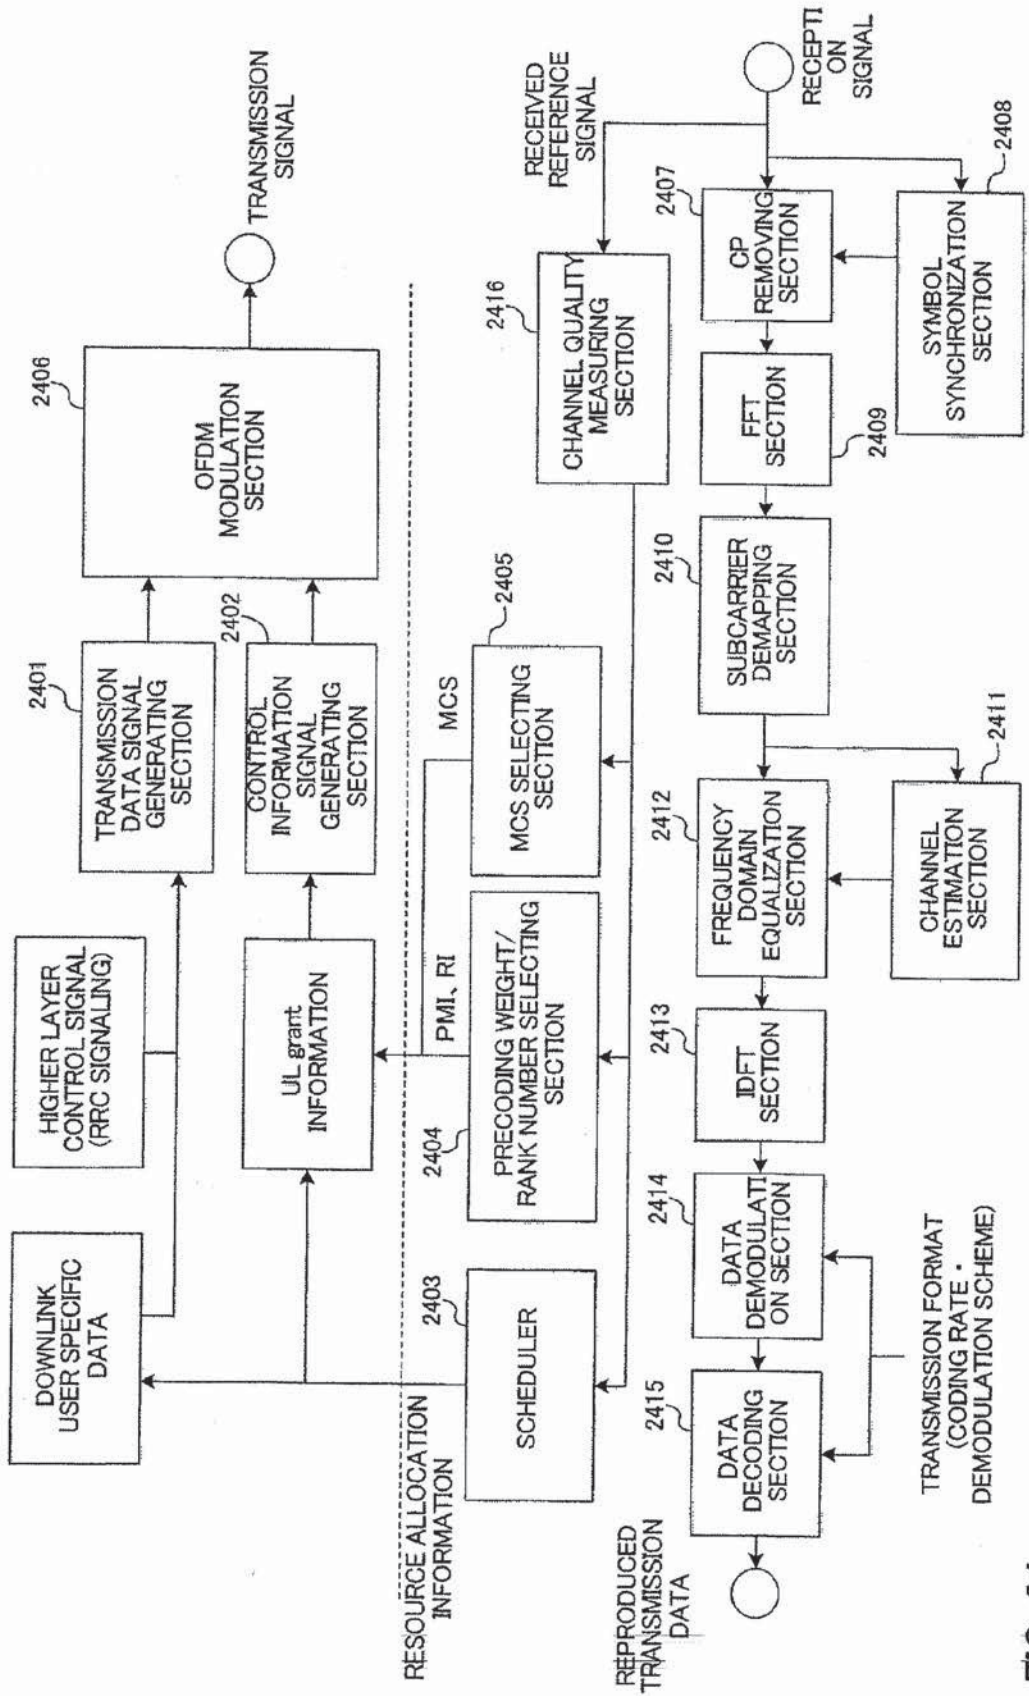 DOWNLINK
USER SPECIFIC
DATA
HIGHER LAYER
CONTROL SIGNAL
(RRC SIGNALING)
2401
TRANSMISSION
DATA SIGNAL
GENERATING
SECTION
2406
OFDM
MODULATION
SECTION
TRANSMISSION
SIGNAL
UL grant
INFORMATION
2402
CONTROL
INFORMATION
SIGNAL
GENERATING
SECTION
RESOURCE ALLOCATION
INFORMATION
PMI、RI
MCS
2403
SCHEDULER
2404
PRECODING WEIGHT/
RANK NUMBER SELECTING
SECTION
2405
MCS SELECTING
SECTION
2416
CHANNEL QUALITY
MEASURING
SECTION
RECEIVED
REFERENCE
SIGNAL
REPRODUCED
TRANSMISSION
DATA
2415
DATA
DECODING
SECTION
2414
DATA
DEMODULATI
ON SECTION
2413
IDFT
SECTION
2412
FREQUENCY
DOMAIN
EQUALIZATION
SECTION
2410
SUBCARRIER
DEMAPPING
SECTION
FFT
SECTION
2409
2407
CP
REMOVING
SECTION
RECEPTI
ON
SIGNAL
TRANSMISSION FORMAT
(CODING RATE・
DEMODULATION SCHEME)
CHANNEL
ESTIMATION
SECTION
2411
SYMBOL
SYNCHRONIZATION
SECTION
2408